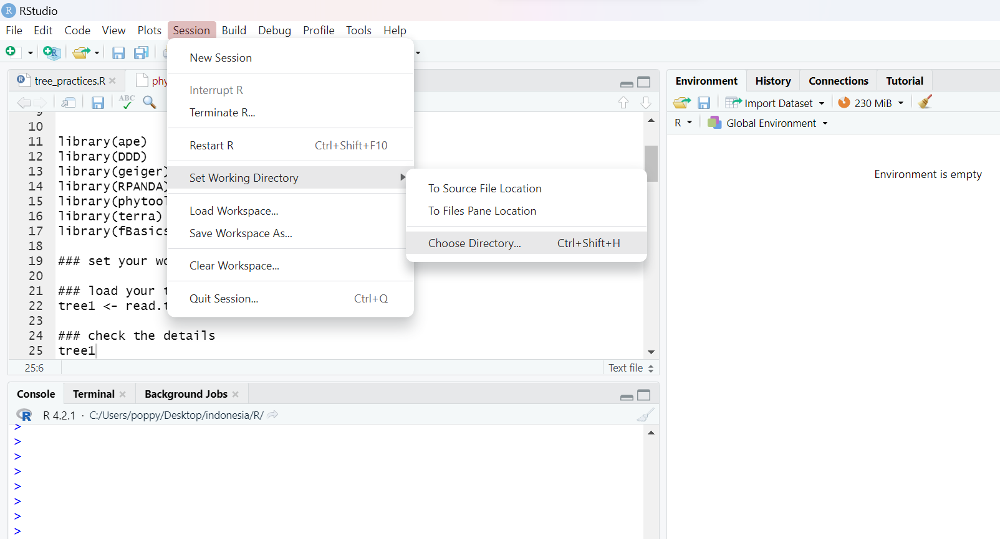 RStudio
File Edit Code View Plots Session Build Debug Profile Tools Help
tree_practices.R
phy
ABC
9
10
11 library(ape)
12 library(DDD)
13 library(geiger)
14 library(RPANDA)
15 library(phytool
16 library(terra)
17 library(fBasics
18
19 ### set your wo
20
21 ### load your t
22 tree1 <- read.t
23
24 ### check the details
25 tree1
25:6
Text file
New Session
Interrupt R
Terminate R...
Restart R Ctrl+Shift+F10
Set Working Directory
Load Workspace...
Save Workspace As...
Clear Workspace...
Quit Session... Ctrl+Q
To Source File Location
To Files Pane Location
Choose Directory... Ctrl+Shift+H
Console Terminal Background Jobs
R 4.2.1 · C:/Users/poppy/Desktop/indonesia/R/
>
>
>
>
>
>
>
>
Environment History Connections Tutorial
Import Dataset 230 MiB
R Global Environment
Environment is empty